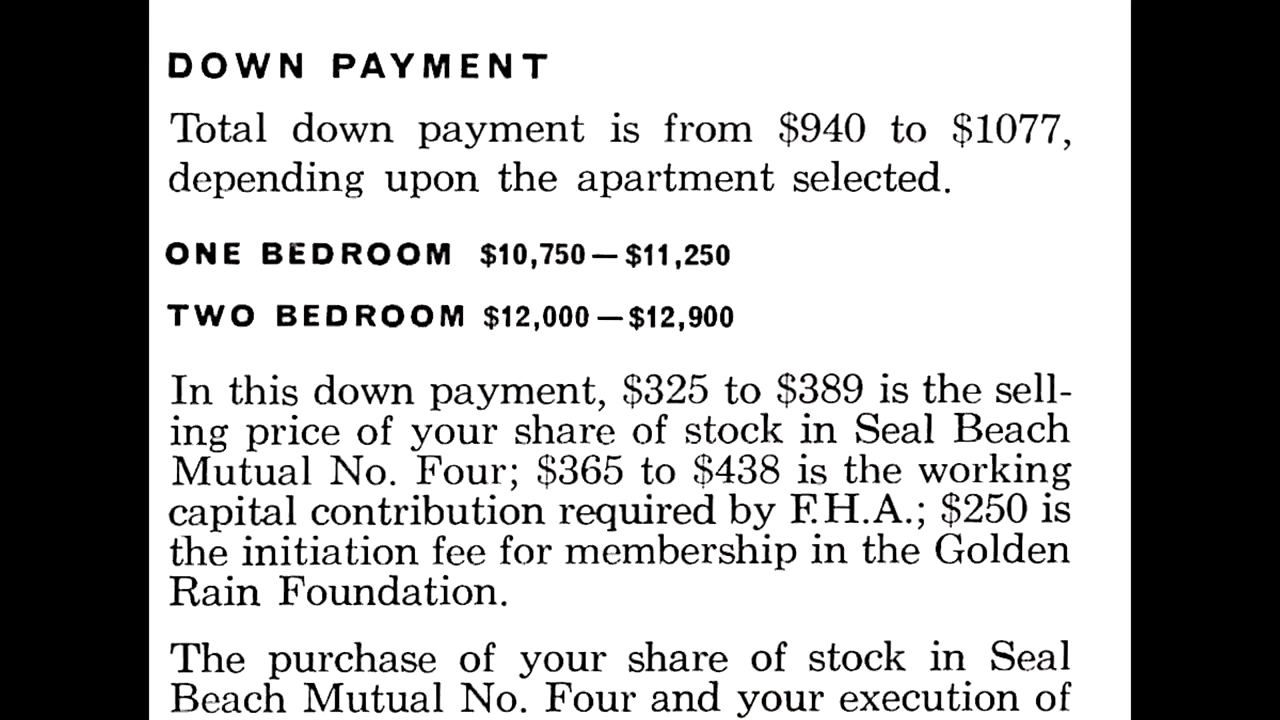 DOWN PAYMENT
Total down payment is from $940 to $1077,
depending upon the apartment selected.
ONE BEDROOM $10,750—$11,250
TWO BEDROOM $12,000—$12,900
In this down payment, $325 to $389 is the sell-
ing price of your share of stock in Seal Beach
Mutual No. Four; $365 to $438 is the working
capital contribution required by F.H.A.; $250 is
the initiation fee for membership in the Golden
Rain Foundation.
The purchase of your share of stock in Seal
Beach Mutual No. Four and your execution of